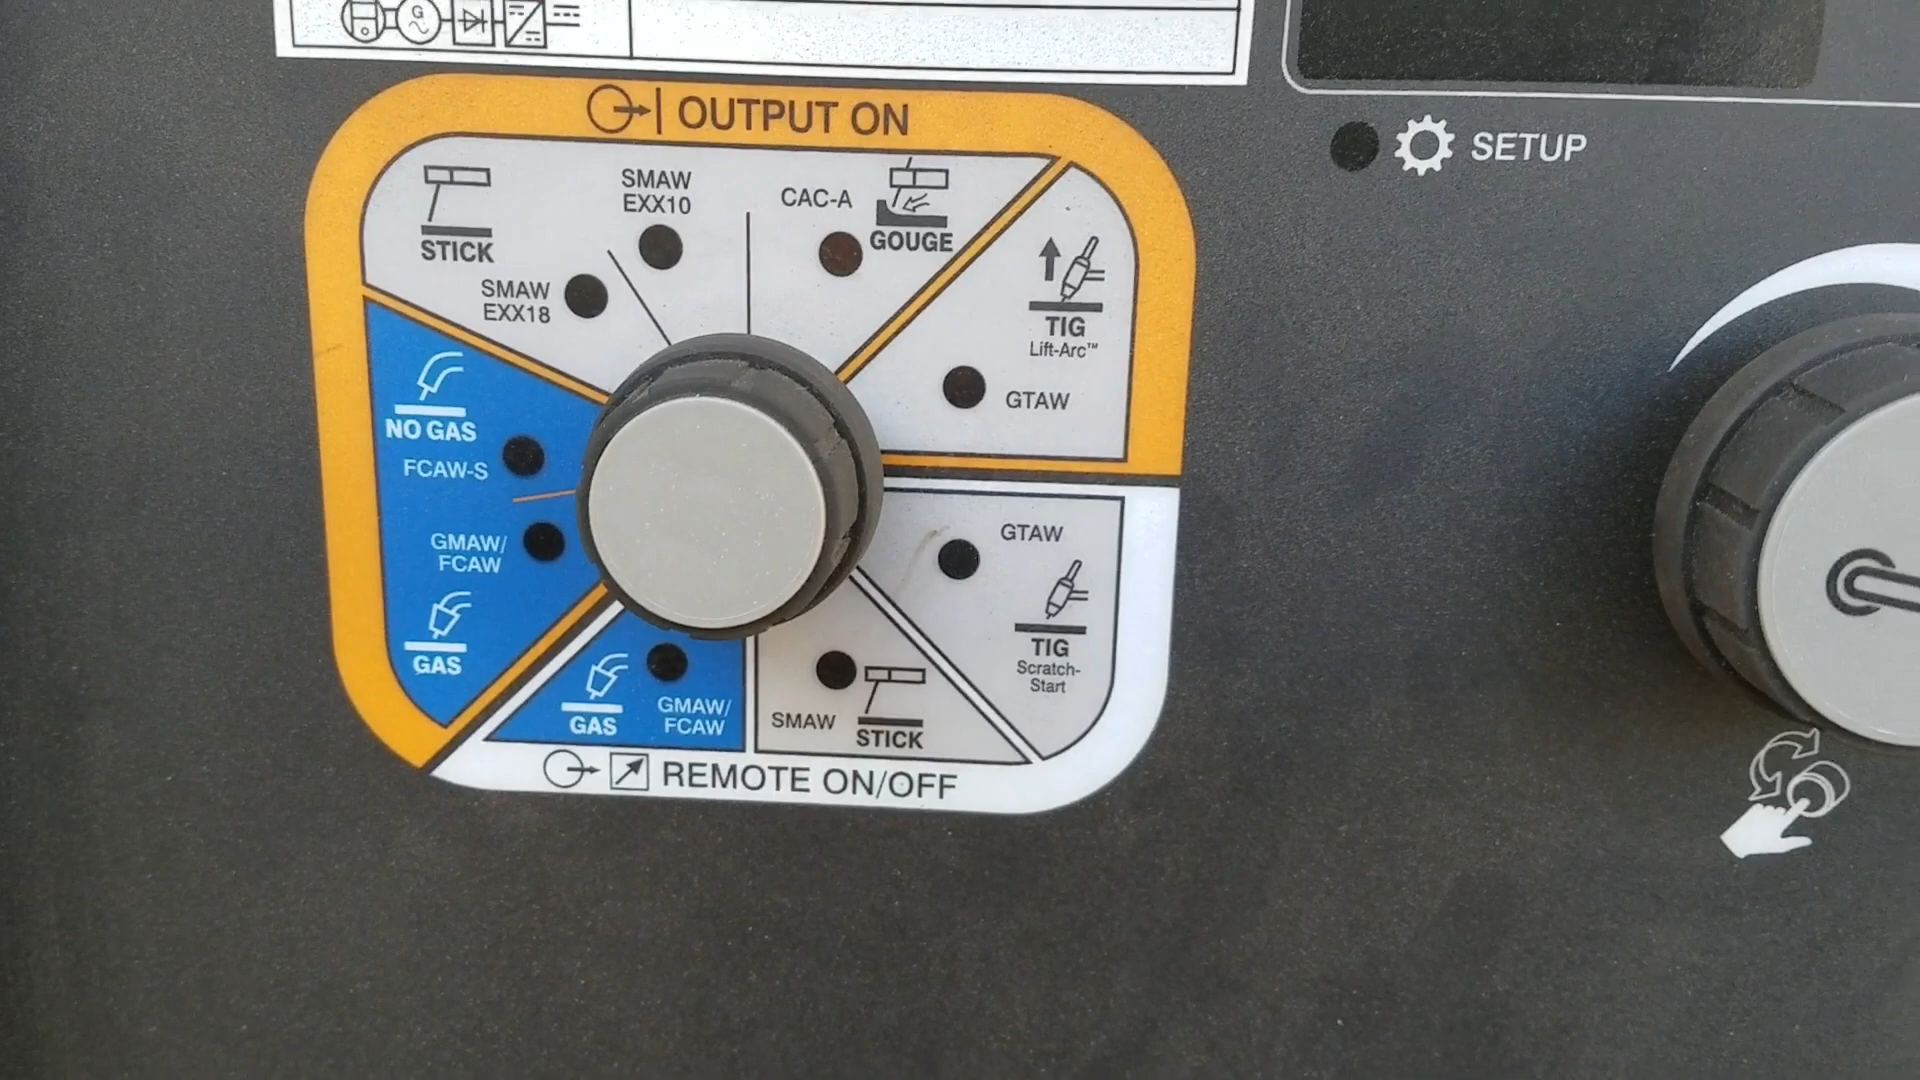 G
OUTPUT ON
SETUP
STICK
SMAW
EXX10
CAC-A
GOUGE
SMAW
EXX18
TIG
Lift-Arc™
GTAW
NO GAS
FCAW-S
GMAW/
FCAW
GAS
GTAW
TIG
Scratch-
Start
GAS
GMAW/
FCAW
SMAW
STICK
REMOTE ON/OFF